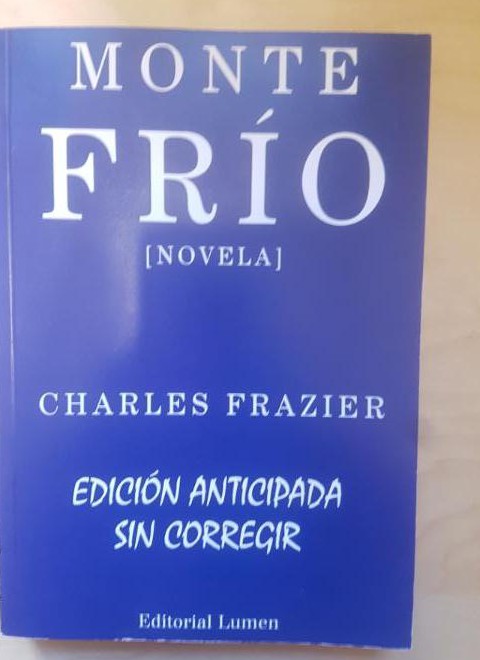 MONTE
FRÍO
[NOVELA]
CHARLES FRAZIER
EDICIÓN ANTICIPADA
SIN CORREGIR
Editorial Lumen